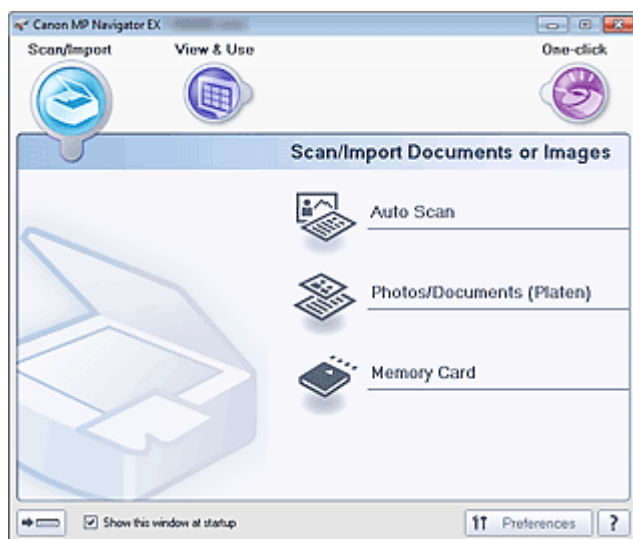 Canon MP Navigator EX
Scan/Import View & Use One-click
Scan/Import Documents or Images
Auto Scan
Photos/Documents (Platen)
Memory Card
Show this window at startup Preferences ?